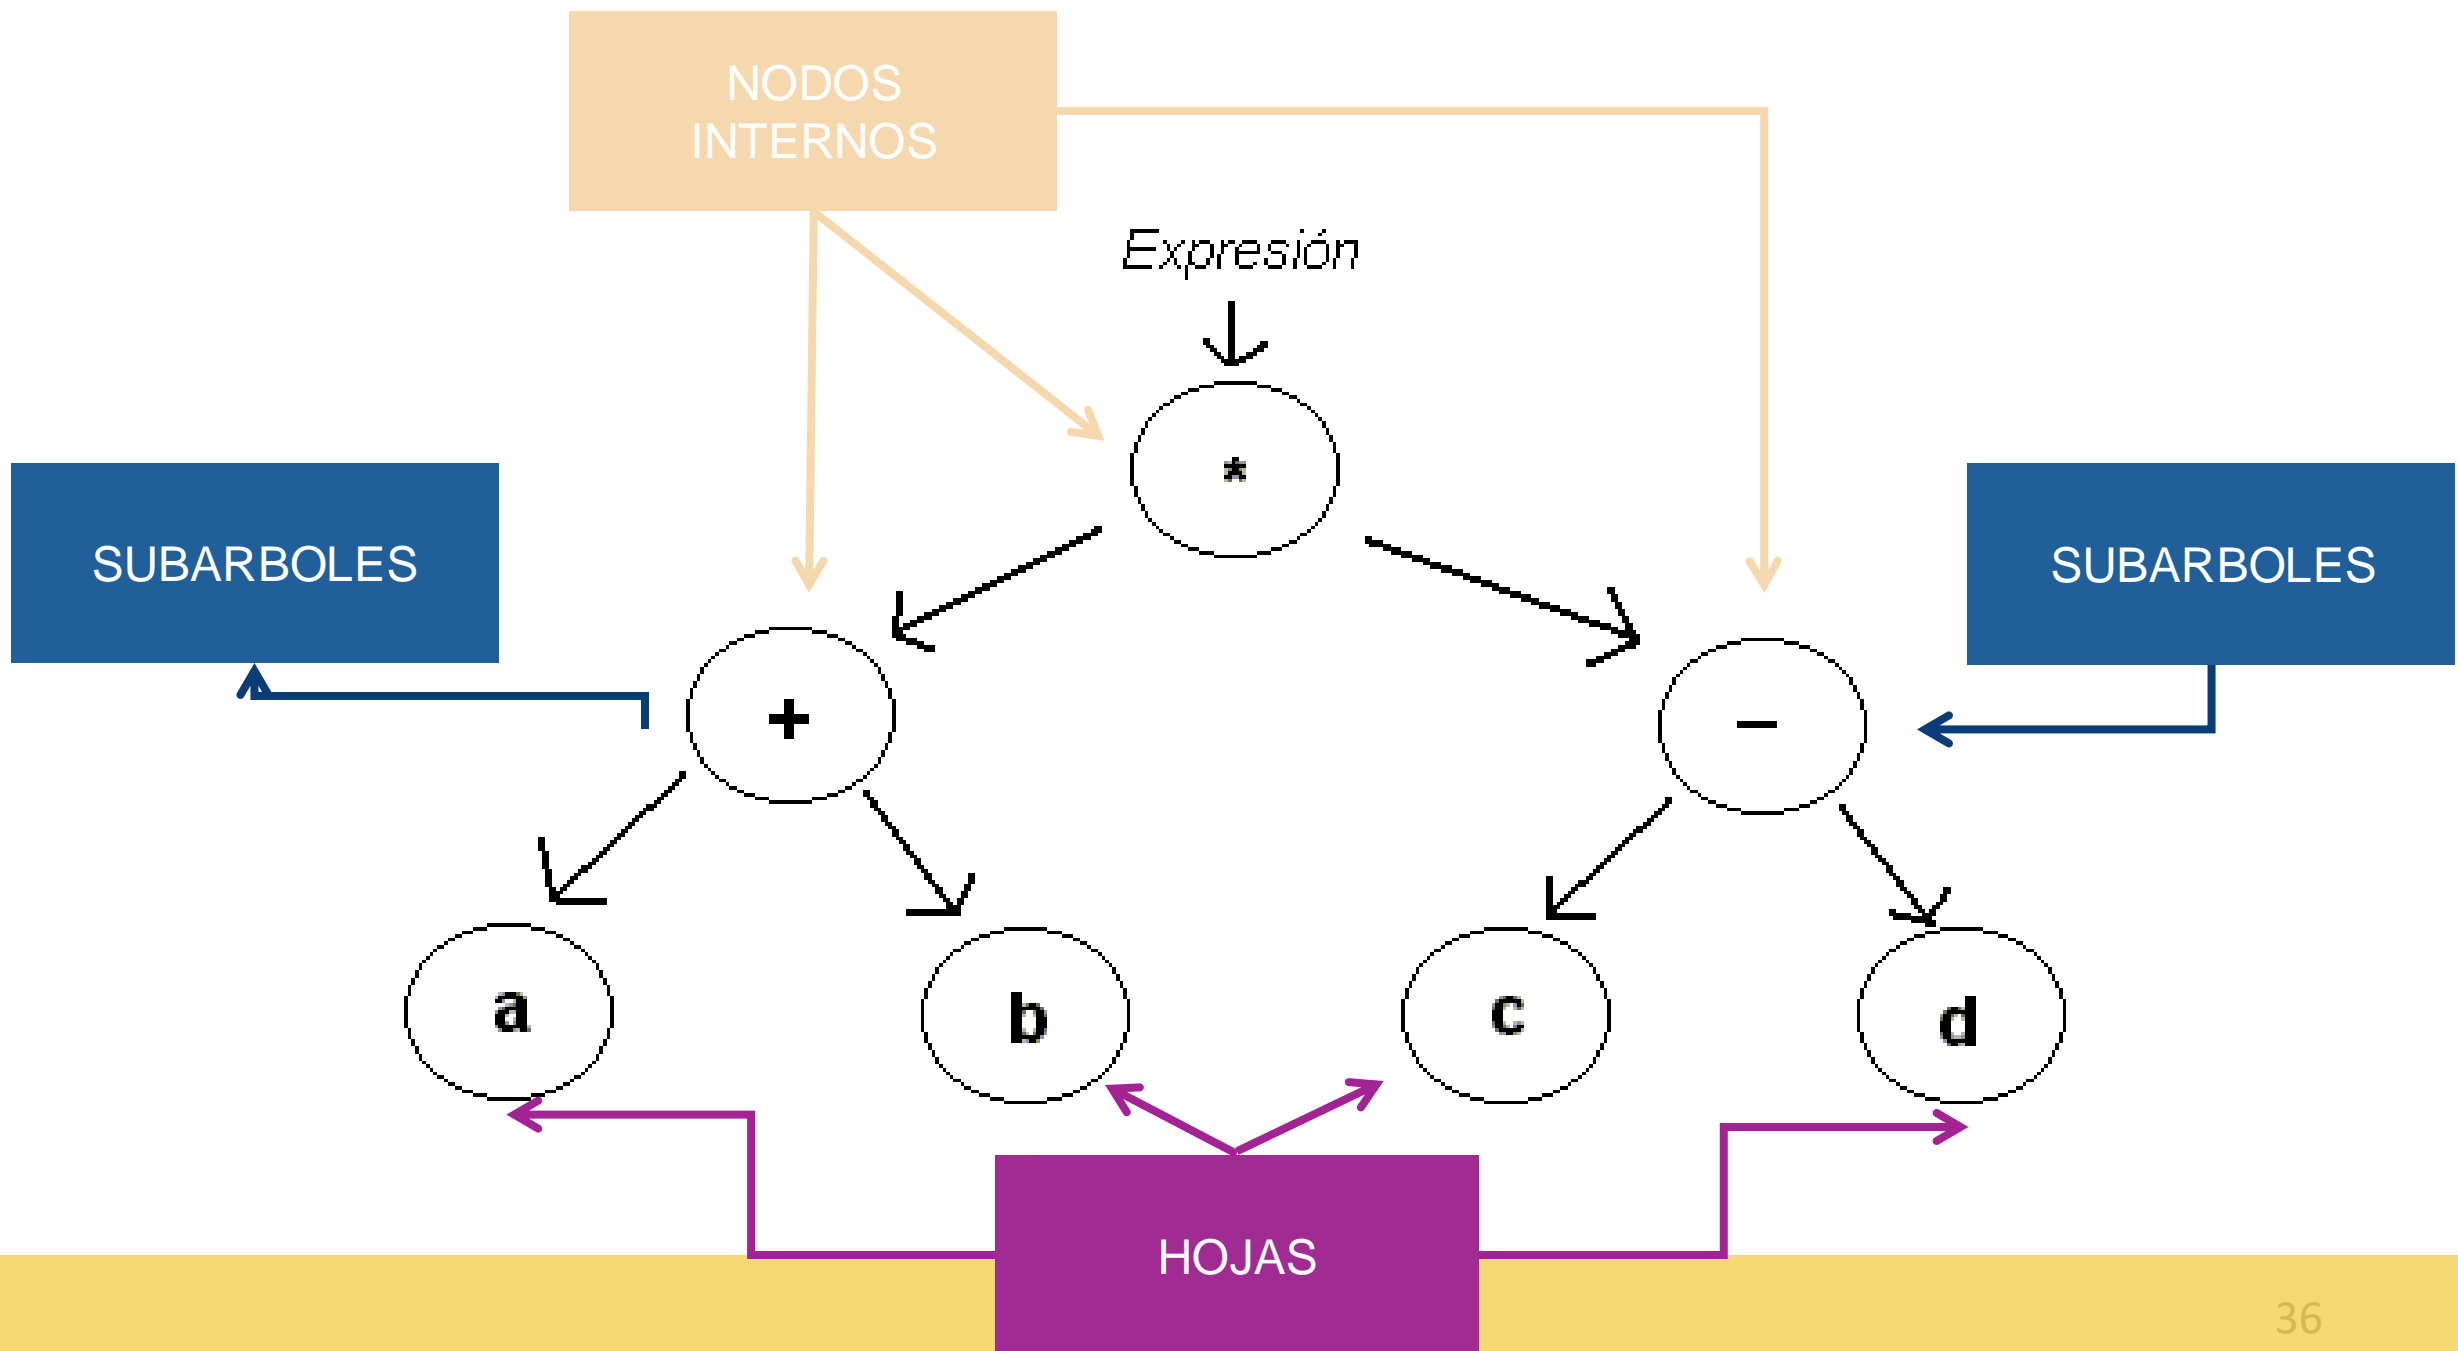 NODOS
INTERNOS
Expresión
*
SUBARBOLES
SUBARBOLES
+
−
a
b
c
d
HOJAS
36